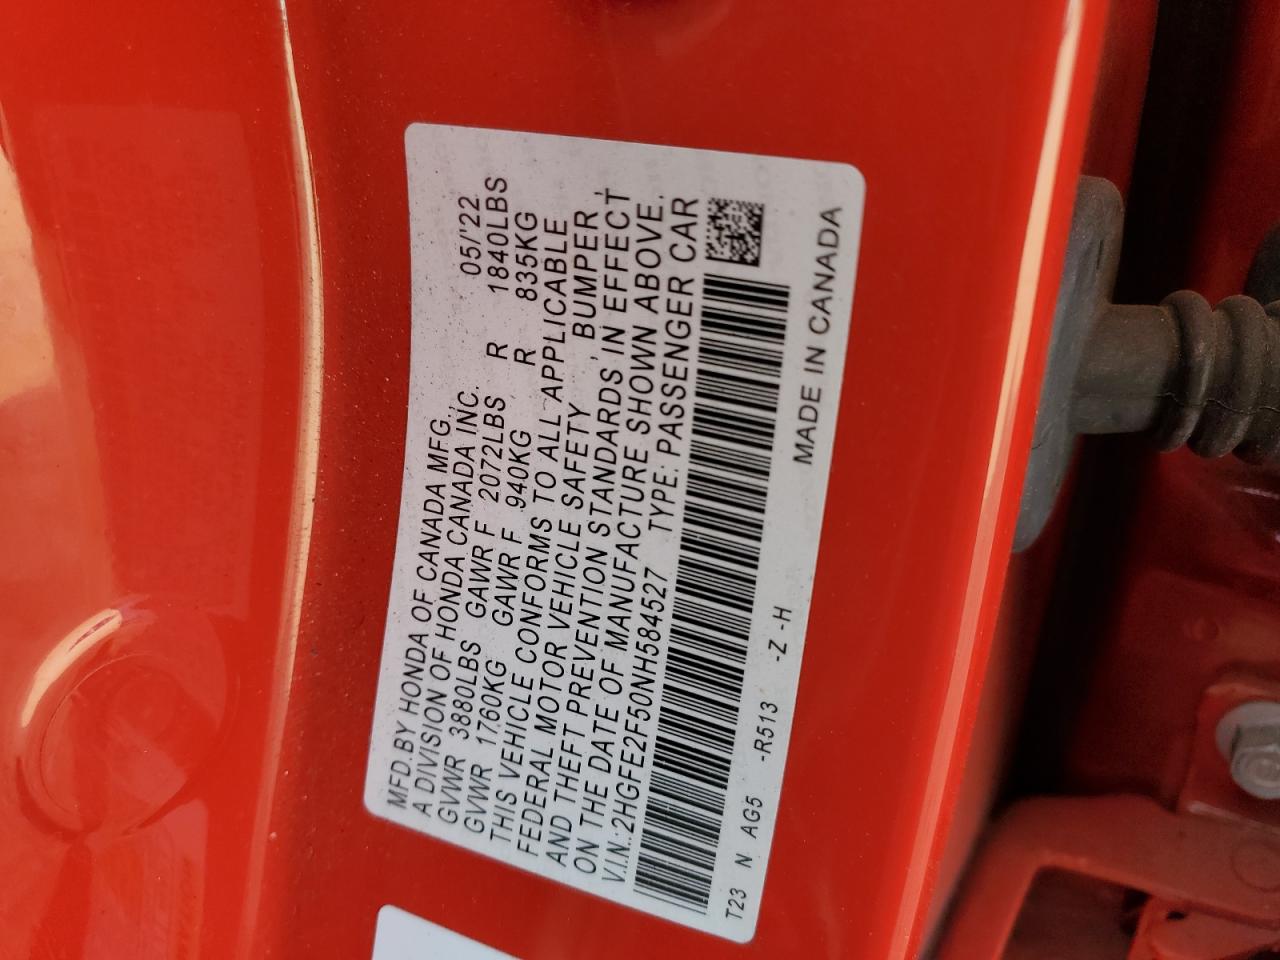 MFD.BY HONDA OF CANADA MFG.,
A DIVISION OF HONDA CANADA INC. 05/'22
GVWR 3880LBS GAWR F 2072LBS R 1840LBS
GVWR 1760KG GAWR F 940KG R 835KG
THIS VEHICLE CONFORMS TO ALL APPLICABLE
FEDERAL MOTOR VEHICLE SAFETY, BUMPER,
AND THEFT PREVENTION STANDARDS IN EFFECT
ON THE DATE OF MANUFACTURE SHOWN ABOVE.
V.I.N.:2HGFE2F50NH584527 TYPE: PASSENGER CAR
T23 N AG5 -R513 -Z -H MADE IN CANADA